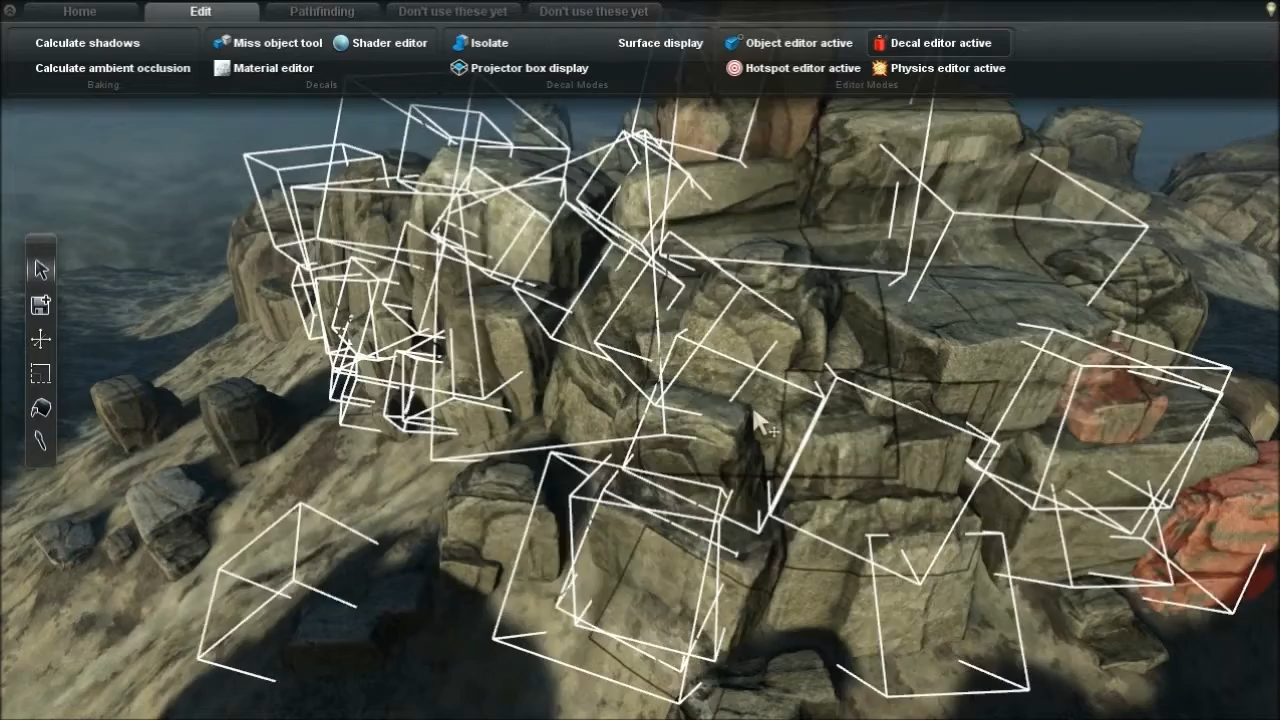 Home Edit Pathfinding Don't use these yet Don't use these yet
Calculate shadows Miss object tool Shader editor Isolate Surface display Object editor active Decal editor active
Calculate ambient occlusion Material editor Projector box display Hotspot editor active Physics editor active
Baking: Decals Decal Modes Editor Modes